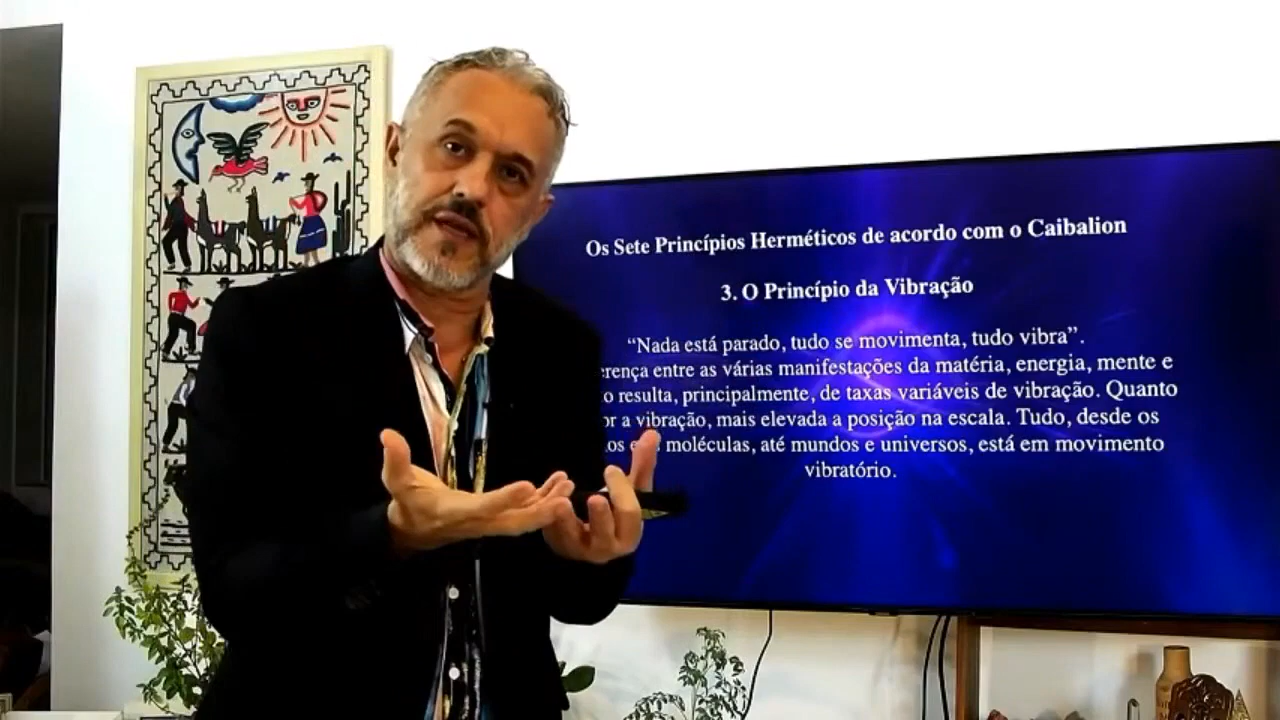 Os Sete Princípios Herméticos de acordo com o Caibalion
3. O Princípio da Vibração
“Nada está parado, tudo se movimenta, tudo vibra”.
entre as várias manifestações da matéria, energia, mente e
resulta, principalmente, de taxas variáveis de vibração. Quanto
a vibração, mais elevada a posição na escala. Tudo, desde os
moléculas, até mundos e universos, está em movimento
vibratório.